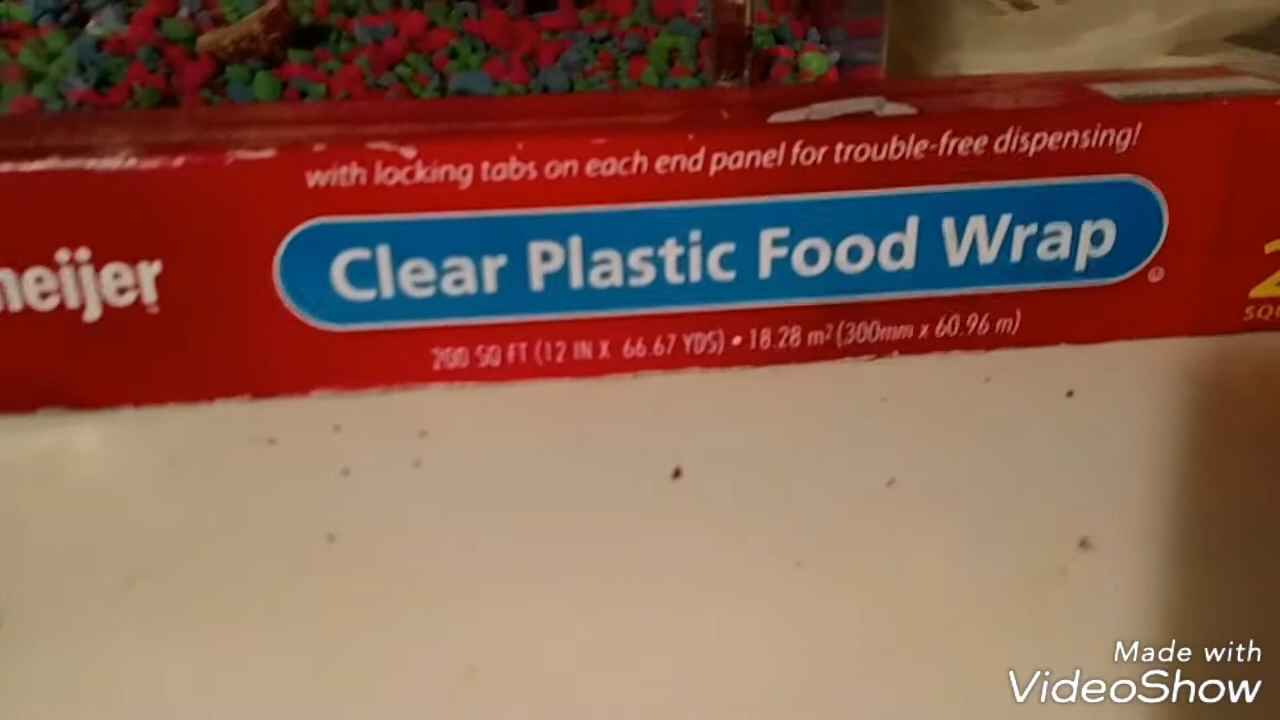 with locking tabs on each end panel for trouble-free dispensing!
Clear Plastic Food Wrap
meijer
200 SQ FT (12 IN X 66.67 YDS) • 18.28 m² (300mm x 60.96 m)
Made with
VideoShow